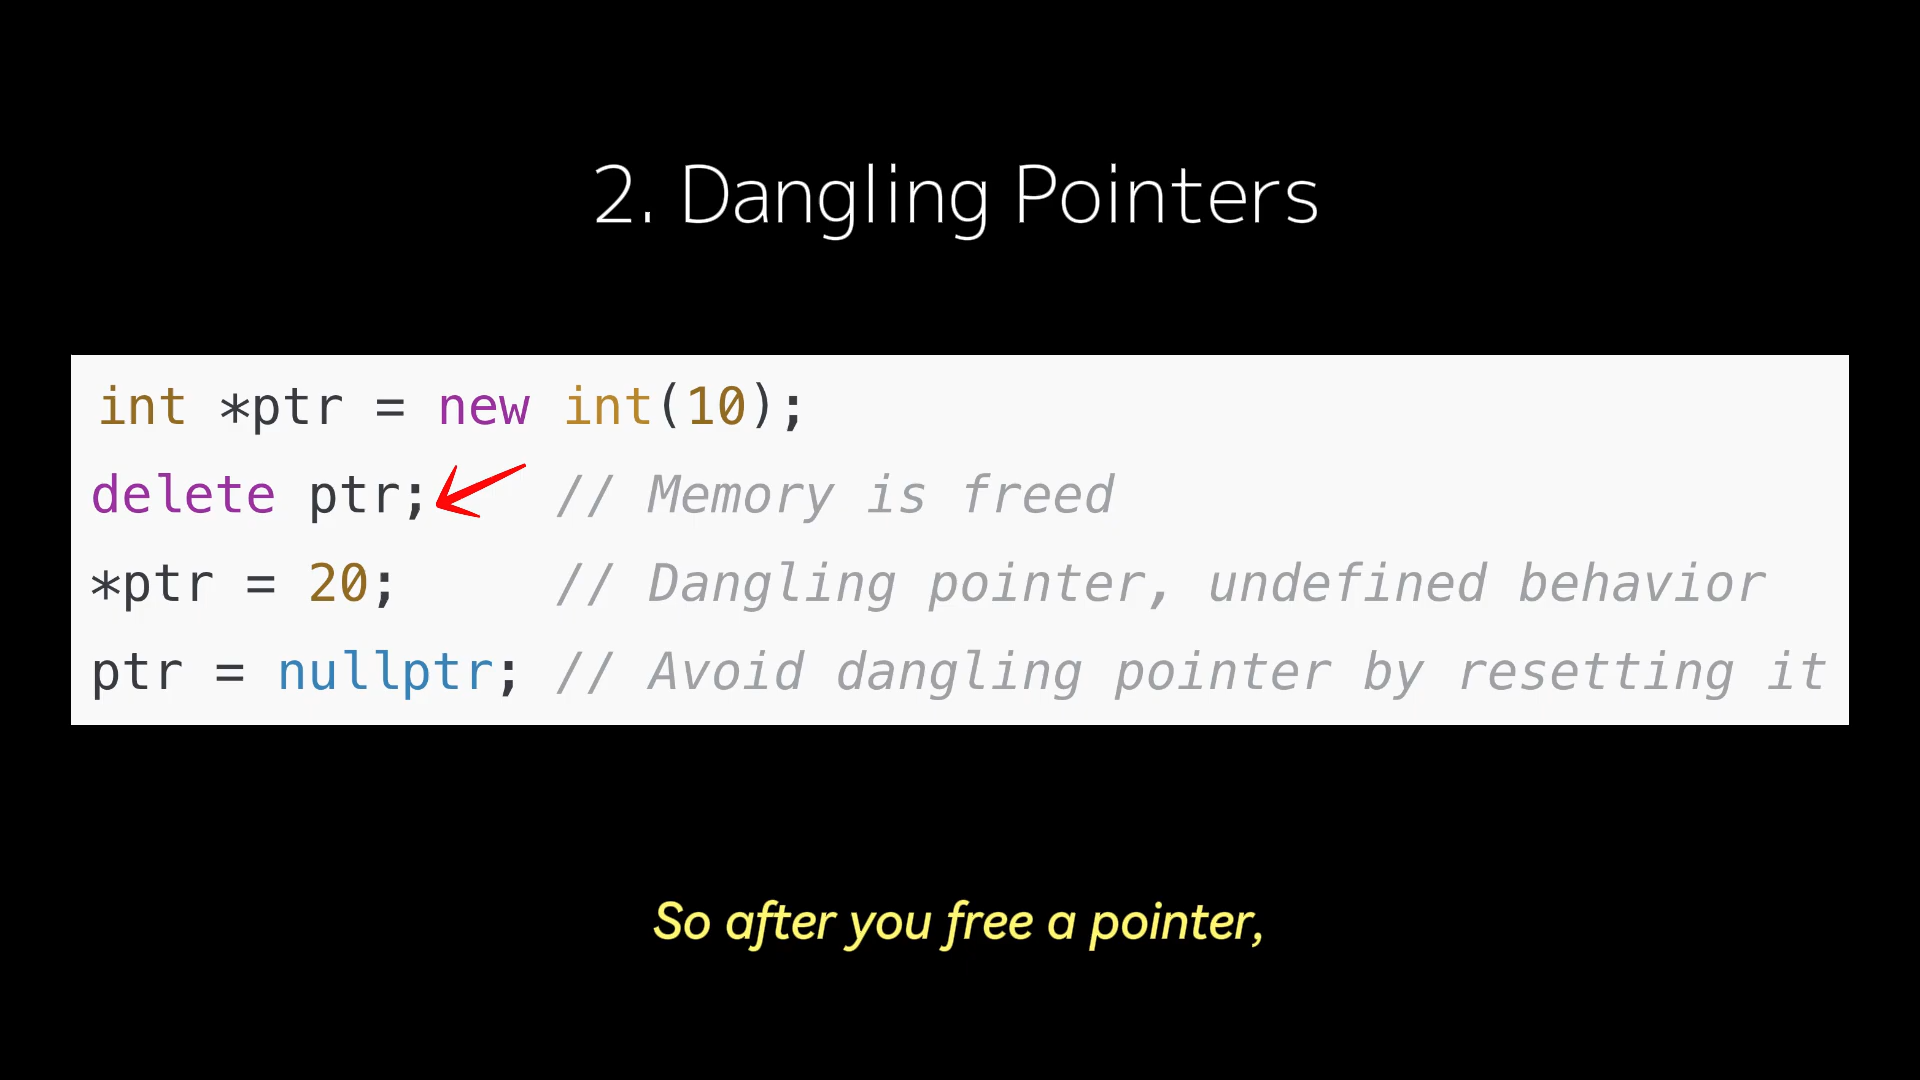 2. Dangling Pointers
int *ptr = new int(10);
delete ptr;    // Memory is freed
*ptr = 20;     // Dangling pointer, undefined behavior
ptr = nullptr; // Avoid dangling pointer by resetting it
So after you free a pointer,